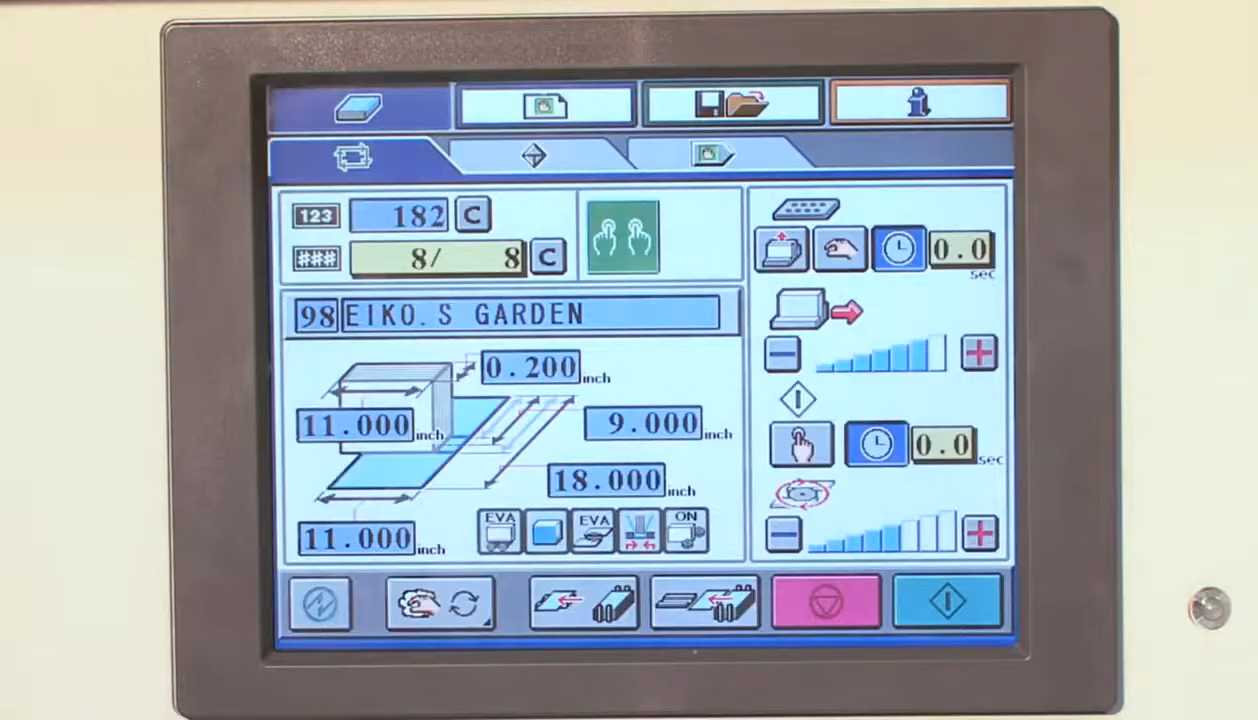 123 182 C
### 8/ 8 C
0.0
sec
98 EIKO.S GARDEN
0.200 inch
11.000 inch
9.000 inch
0.0
sec
18.000 inch
11.000 inch
EVA EVA ON